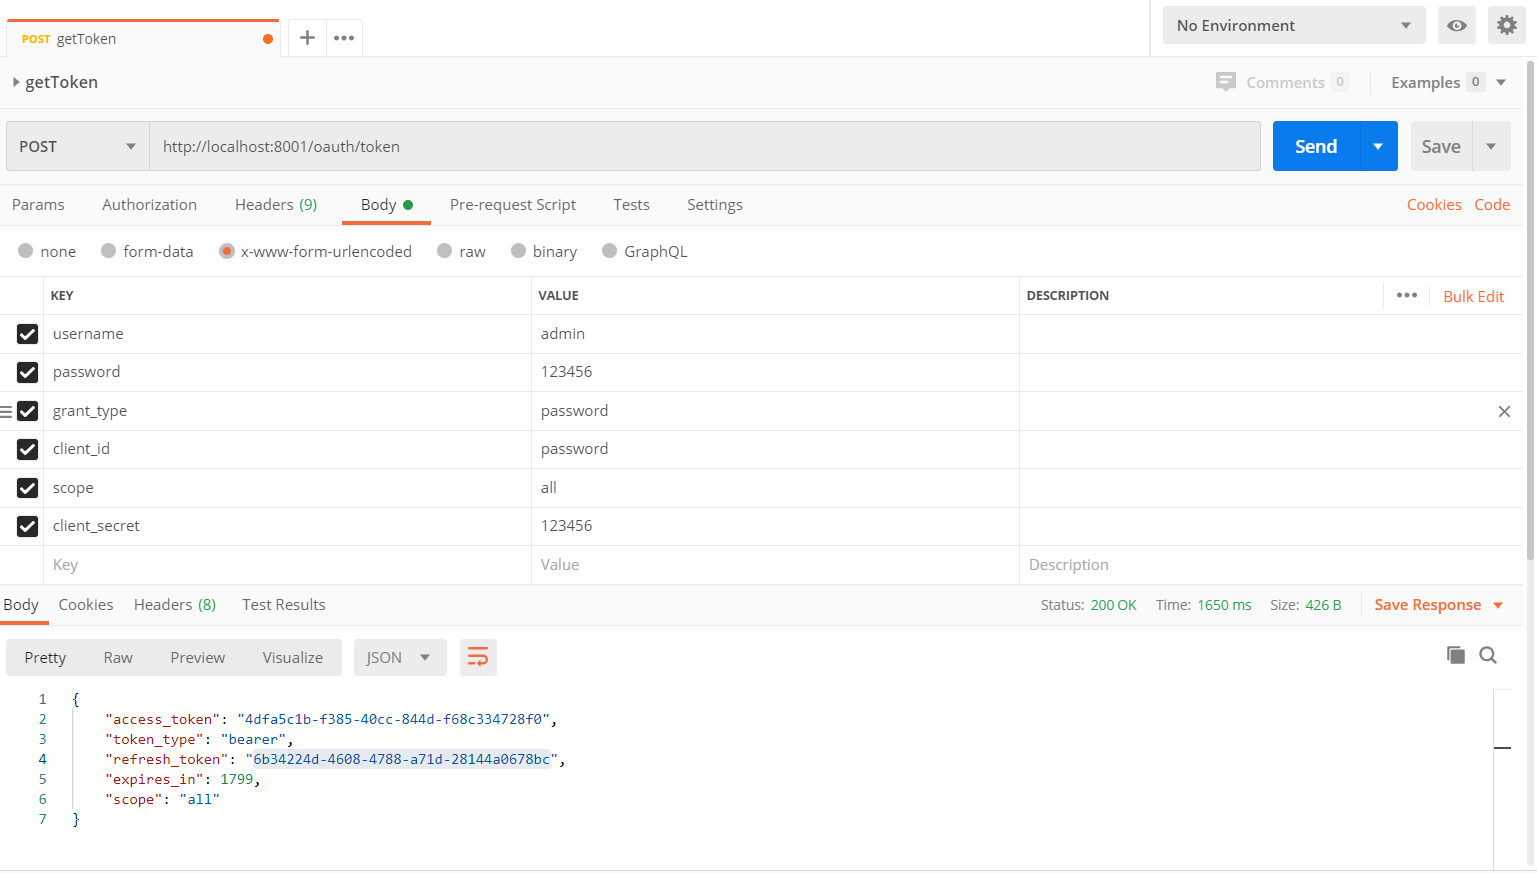 POST getToken
No Environment
getToken
Comments 0 Examples 0
POST http://localhost:8001/oauth/token Send Save
Params Authorization Headers (9) Body Pre-request Script Tests Settings Cookies Code
none form-data x-www-form-urlencoded raw binary GraphQL
KEY VALUE DESCRIPTION ••• Bulk Edit
username admin
password 123456
grant_type password
client_id password
scope all
client_secret 123456
Key Value Description
Body Cookies Headers (8) Test Results Status: 200 OK Time: 1650 ms Size: 426 B Save Response
Pretty Raw Preview Visualize JSON
1 {
2 "access_token": "4dfa5c1b-f385-40cc-844d-f68c334728f0",
3 "token_type": "bearer",
4 "refresh_token": "6b34224d-4608-4788-a71d-28144a0678bc",
5 "expires_in": 1799,
6 "scope": "all"
7 }